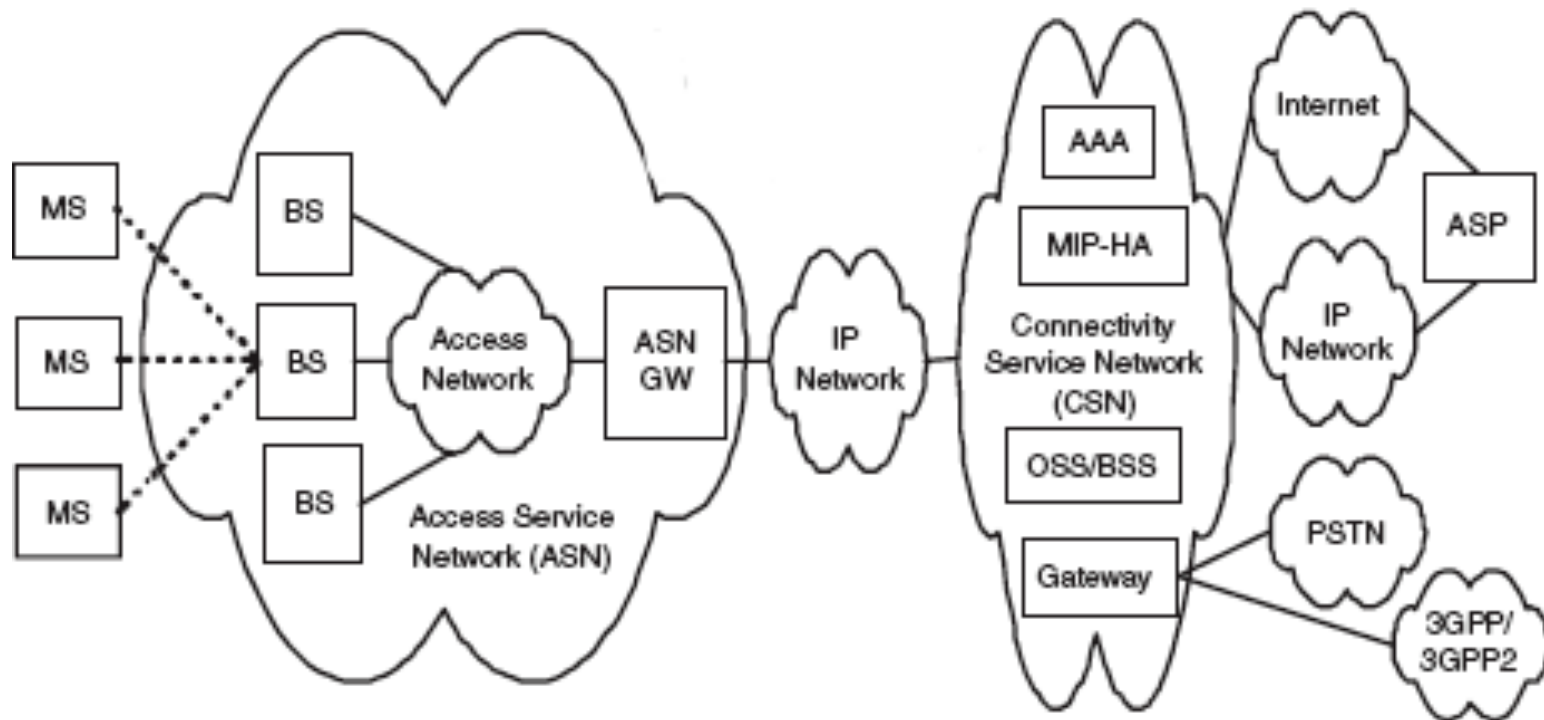 MS
MS
MS
BS
BS
BS
Access
Network
ASN
GW
Access Service
Network (ASN)
IP
Network
AAA
MIP-HA
Connectivity
Service Network
(CSN)
OSS/BSS
Gateway
Internet
IP
Network
ASP
PSTN
3GPP/
3GPP2